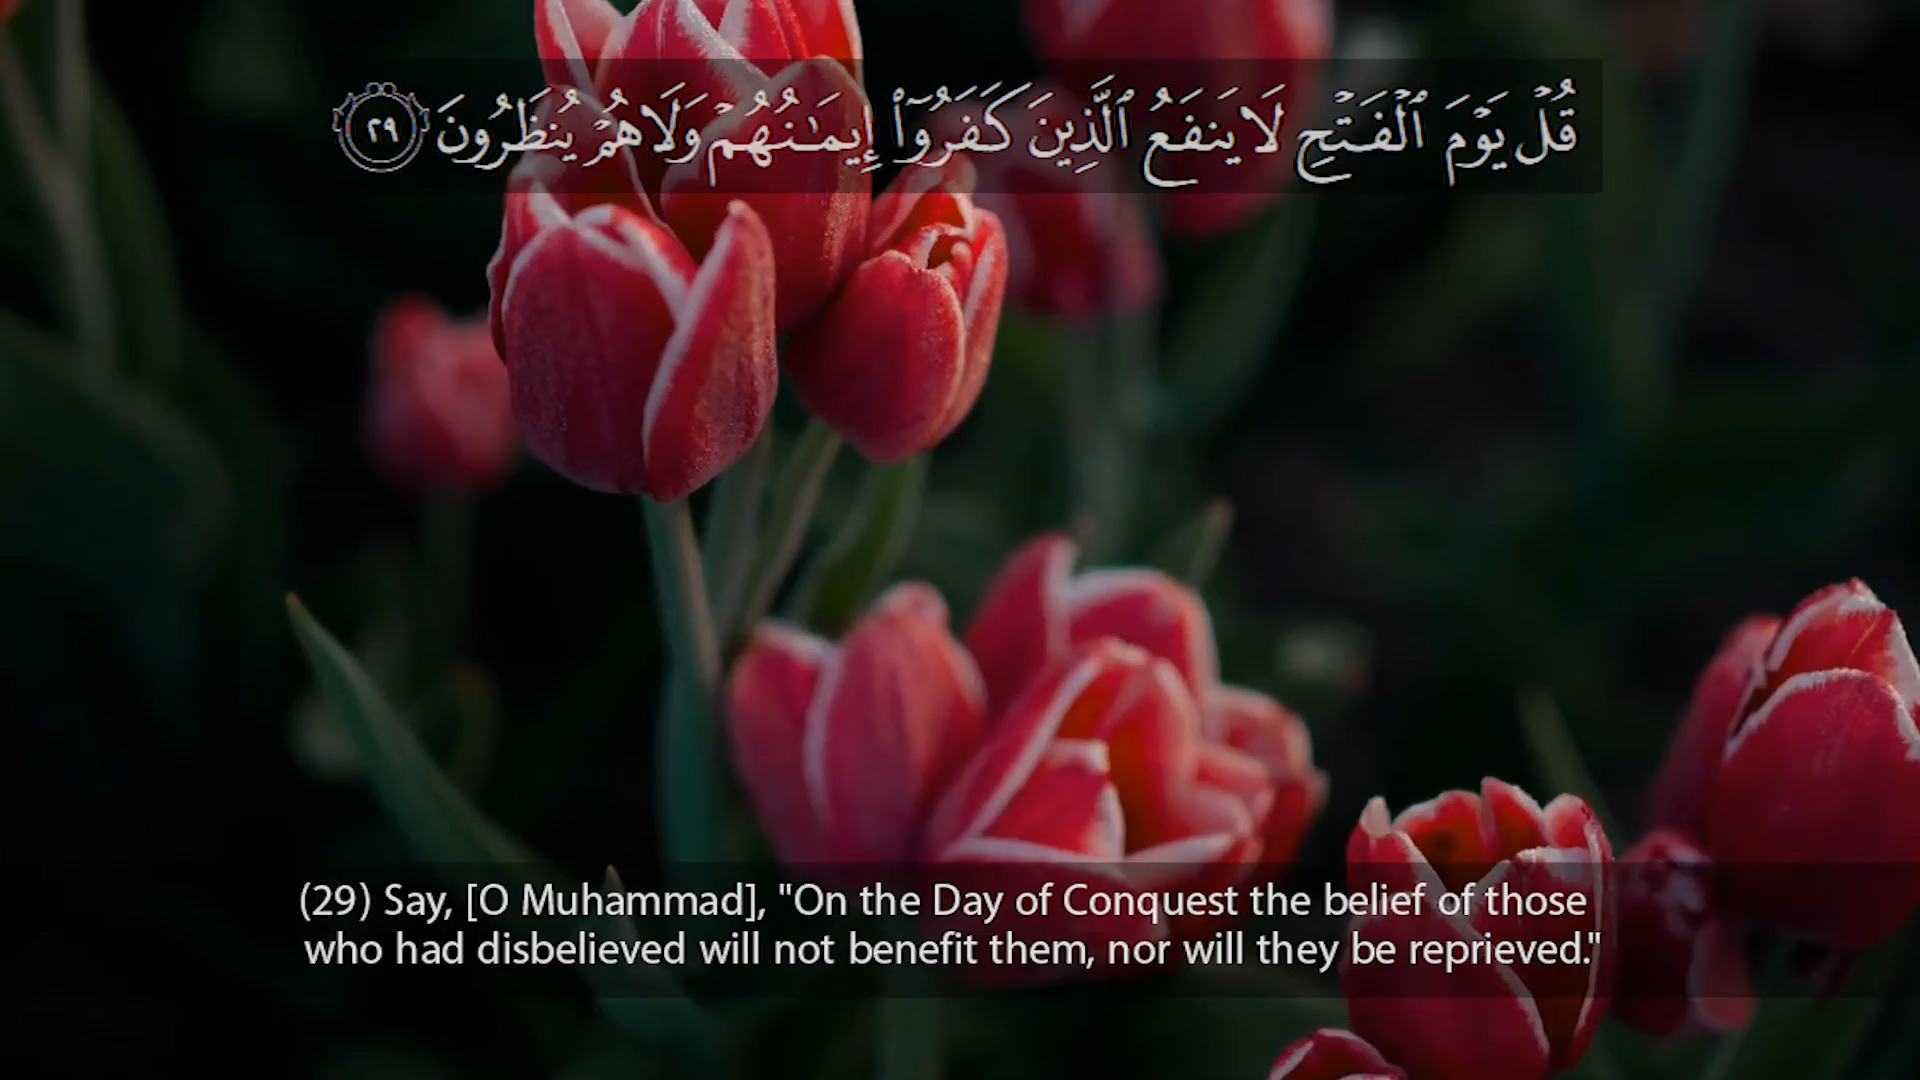 قُلْ يَوْمَ ٱلْفَتْحِ لَا يَنفَعُ ٱلَّذِينَ كَفَرُوٓا۟ إِيمَـٰنُهُمْ وَلَا هُمْ يُنظَرُونَ ٢٩
(29) Say, [O Muhammad], "On the Day of Conquest the belief of those
who had disbelieved will not benefit them, nor will they be reprieved."